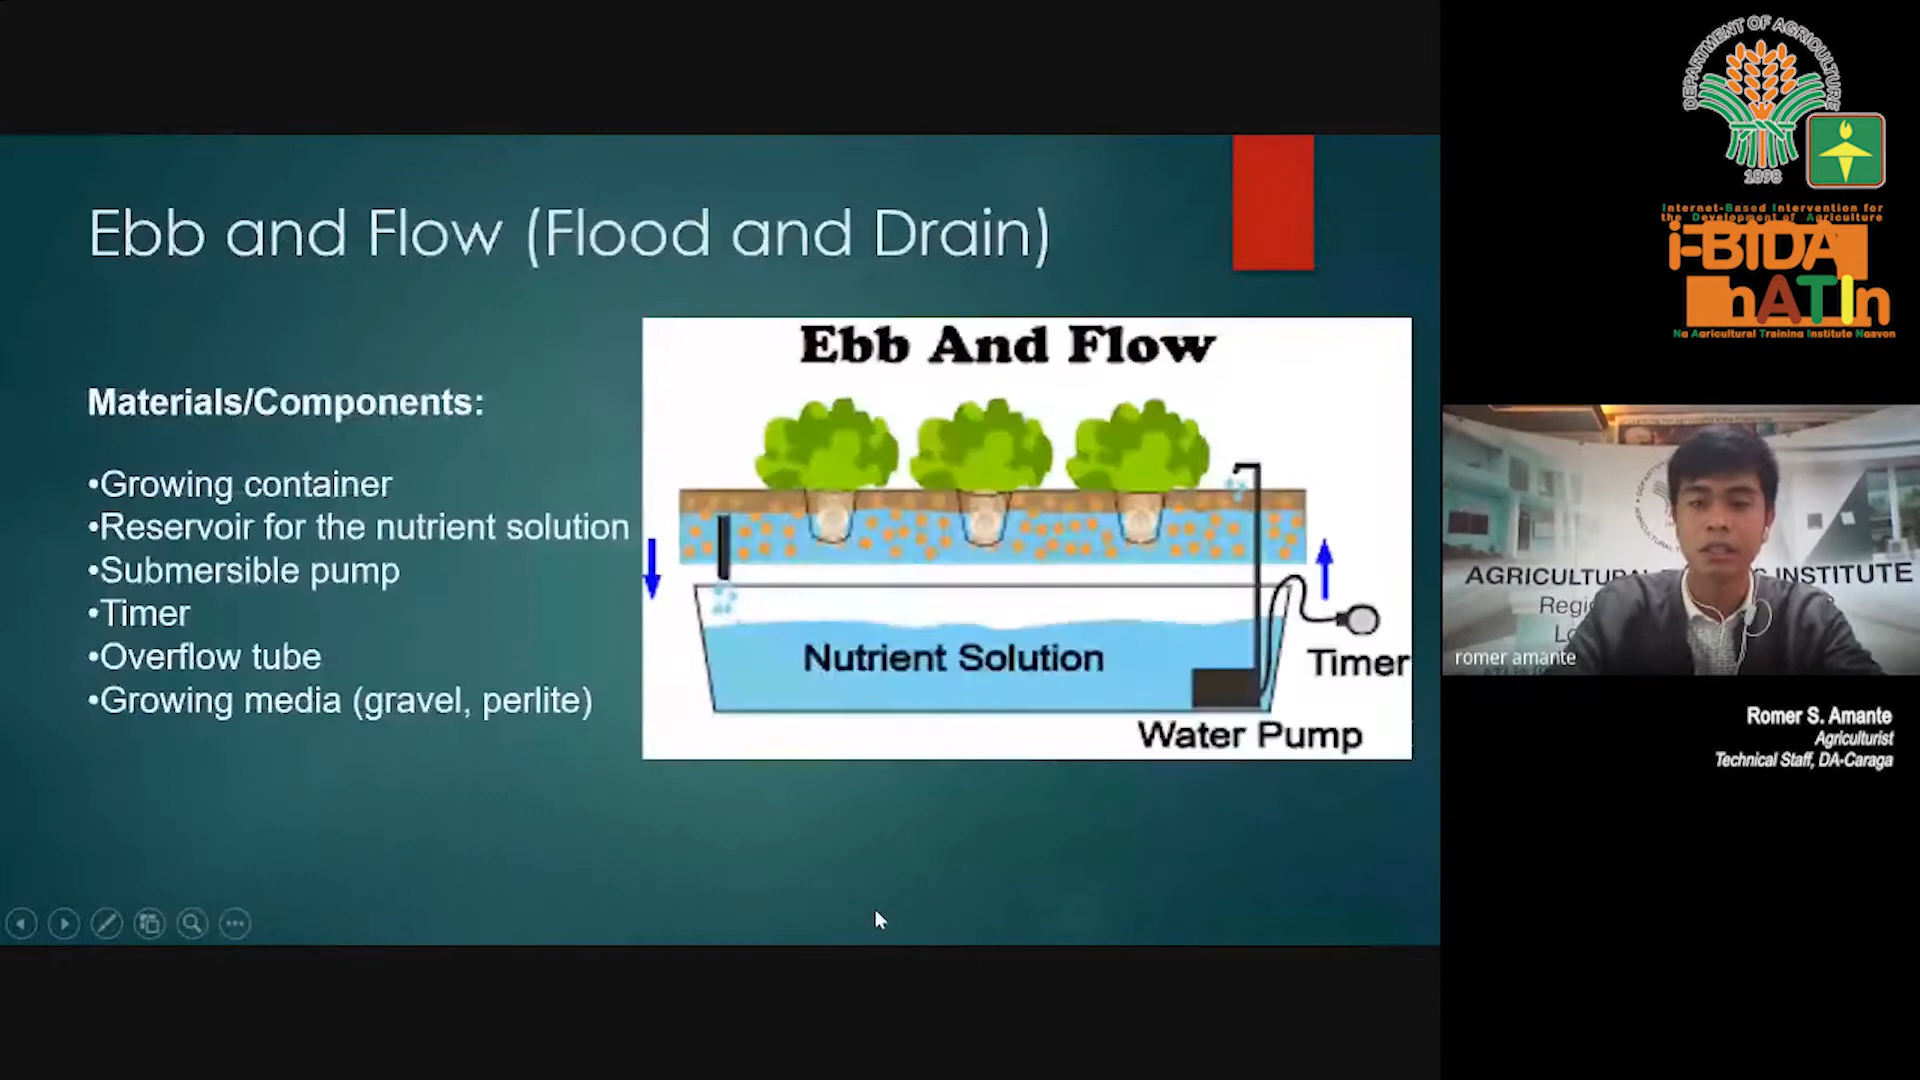 Ebb and Flow (Flood and Drain)
Materials/Components:
•Growing container
•Reservoir for the nutrient solution
•Submersible pump
•Timer
•Overflow tube
•Growing media (gravel, perlite)
Ebb And Flow
Nutrient Solution
Timer
Water Pump
DEPARTMENT OF AGRICULTURE
1898
Internet-Based Intervention for
the Development of Agriculture
i-BIDA
nATIn
Na Agricultural Training Institute Ngayon
AGRICULTURAL INSTITUTE
romer amante
Romer S. Amante
Agriculturist
Technical Staff, DA-Caraga